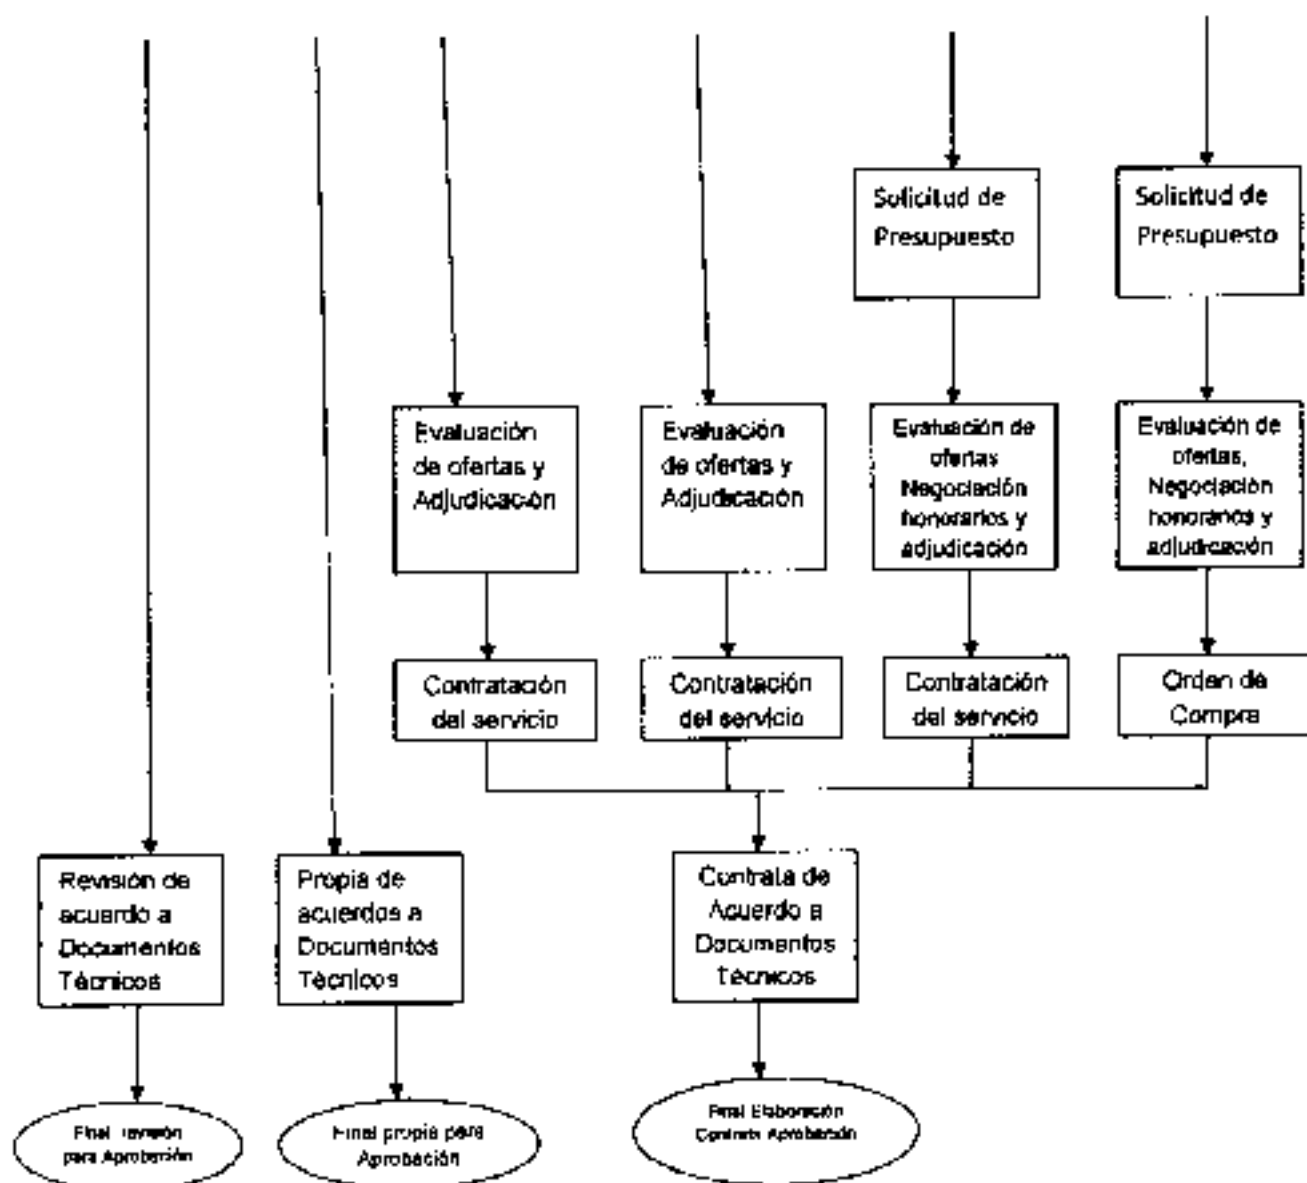 Solicitud de
Presupuesto
Solicitud de
Presupuesto
Evaluación
de ofertas y
Adjudicación
Evaluación
de ofertas y
Adjudicación
Evaluación de
ofertas
Negociación
honorarios y
adjudicación
Evaluación de
ofertas,
Negociación
honorarios y
adjudicación
Contratación
del servicio
Contratación
del servicio
Contratación
del servicio
Orden de
Compra
Revisión de
acuerdo a
Documentos
Técnicos
Propia de
acuerdos a
Documentos
Técnicos
Contrata de
Acuerdo a
Documentos
Técnicos
Final revisión
para Aprobación
Final propia para
Aprobación
Final Elaboración
Contrata Aprobación